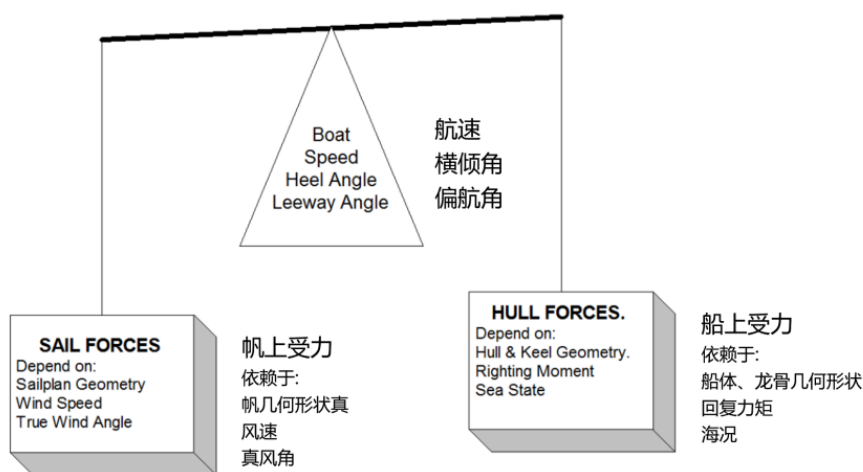 Boat
Speed
Heel Angle
Leeway Angle
航速
横倾角
偏航角
SAIL FORCES
Depend on:
Sailplan Geometry
Wind Speed
True Wind Angle
帆上受力
依赖于:
帆几何形状真
风速
真风角
HULL FORCES.
Depend on:
Hull & Keel Geometry.
Righting Moment
Sea State
船上受力
依赖于:
船体、龙骨几何形状
回复力矩
海况